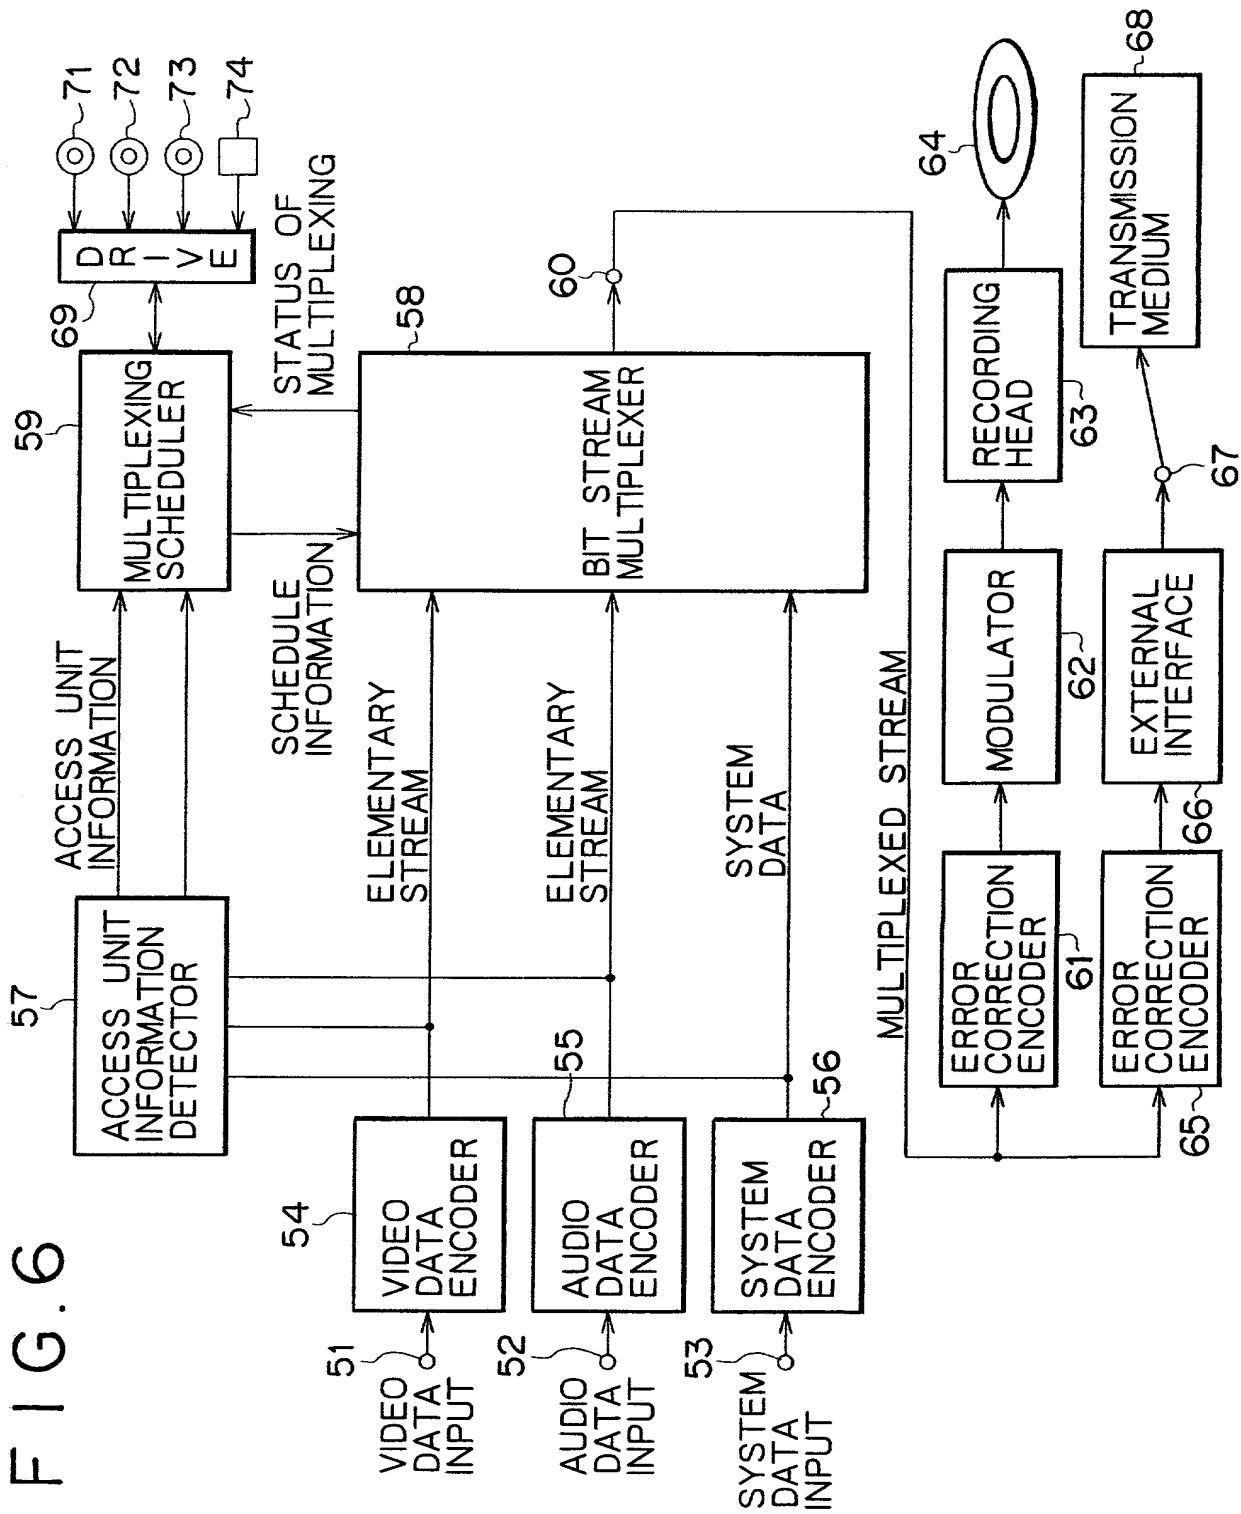 FIG.6
57
ACCESS UNIT
INFORMATION
DETECTOR
ACCESS UNIT
INFORMATION
59
MULTIPLEXING
SCHEDULER
69
DRIVE
71
72
73
74
SCHEDULE
INFORMATION
STATUS OF
MULTIPLEXING
51
VIDEO
DATA
INPUT
54
VIDEO
DATA
ENCODER
ELEMENTARY
STREAM
52
AUDIO
DATA
INPUT
55
AUDIO
DATA
ENCODER
ELEMENTARY
STREAM
53
SYSTEM
DATA
INPUT
56
SYSTEM
DATA
ENCODER
SYSTEM
DATA
58
BIT STREAM
MULTIPLEXER
60
MULTIPLEXED STREAM
ERROR
CORRECTION
ENCODER
61
MODULATOR
62
RECORDING
HEAD
63
64
ERROR
CORRECTION
ENCODER
65
EXTERNAL
INTERFACE
66
67
TRANSMISSION
MEDIUM
68